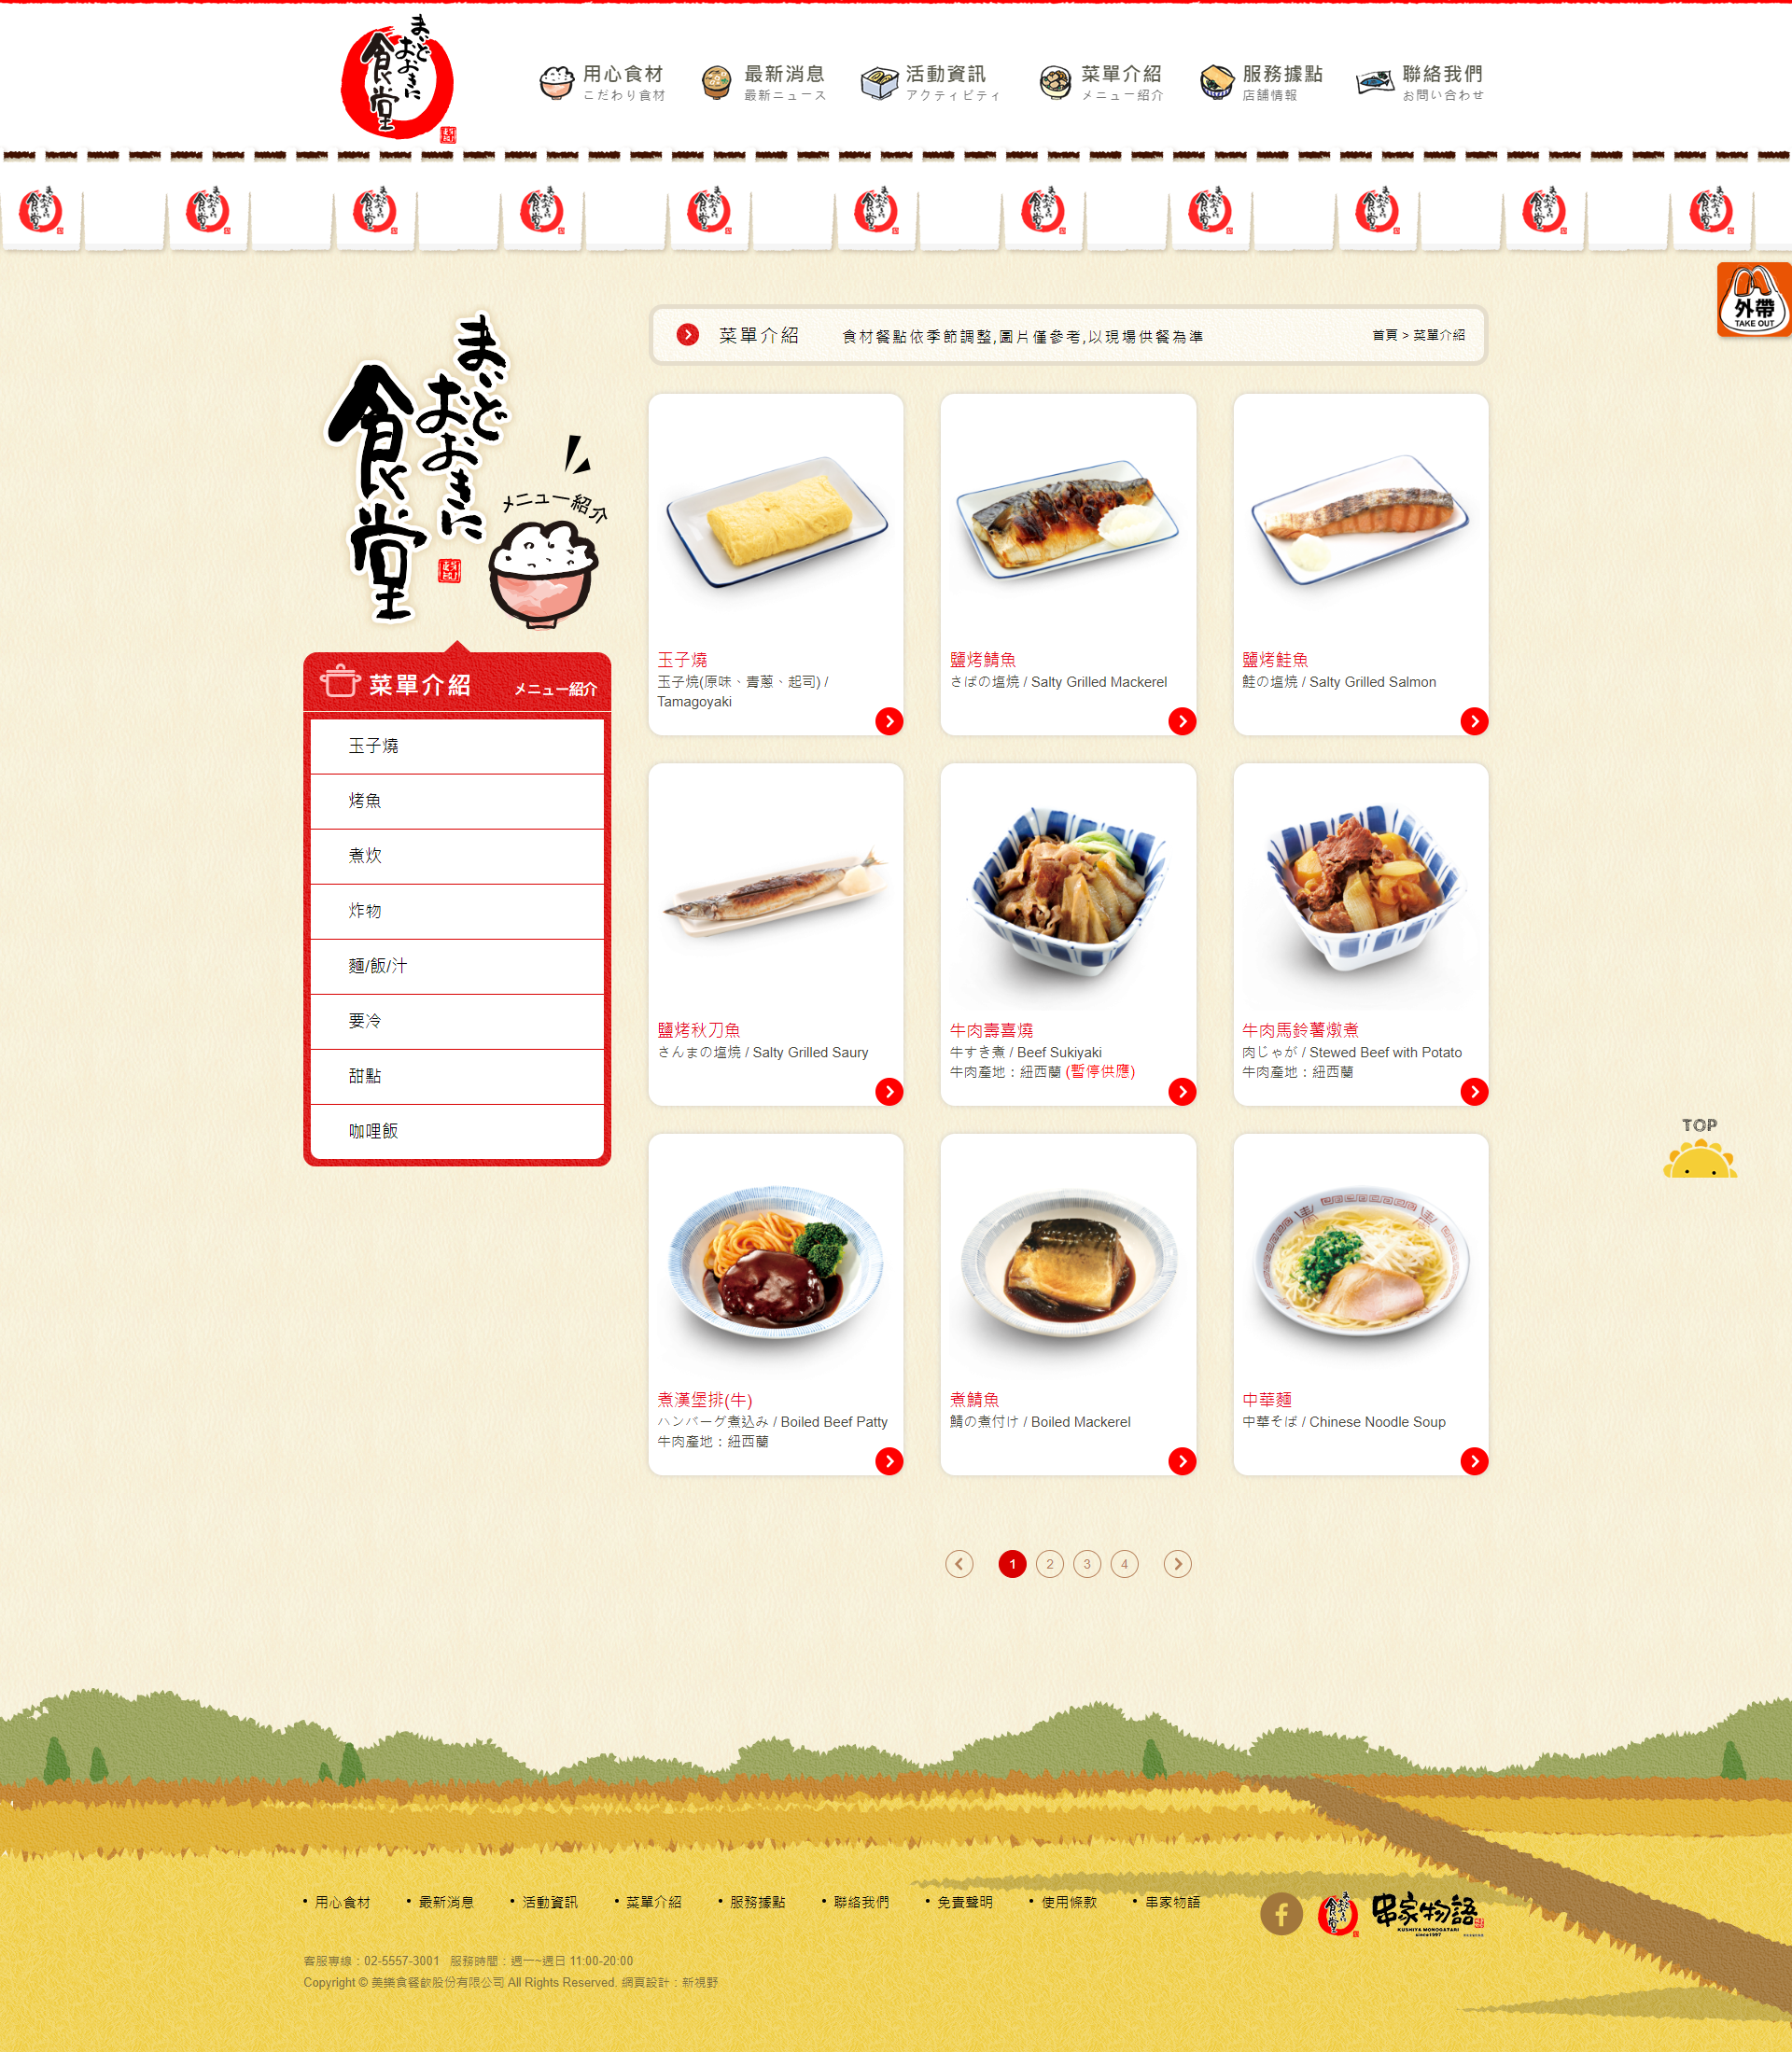 まいど
おおきに
食堂
用心食材
こだわり食材
最新消息
最新ニュース
活動資訊
アクティビティ
菜單介紹
メニュー紹介
服務據點
店舗情報
聯絡我們
お問い合わせ
外帶
TAKE OUT
まいど
おおきに
食堂
メニュー紹介
菜單介紹
食材餐點依季節調整,圖片僅參考,以現場供餐為準
首頁 > 菜單介紹
菜單介紹
メニュー紹介
玉子燒
烤魚
煮炊
炸物
麵/飯/汁
要冷
甜點
咖哩飯
玉子燒
玉子焼(原味、青蔥、起司) /
Tamagoyaki
鹽烤鯖魚
さばの塩焼 / Salty Grilled Mackerel
鹽烤鮭魚
鮭の塩焼 / Salty Grilled Salmon
鹽烤秋刀魚
さんまの塩焼 / Salty Grilled Saury
牛肉壽喜燒
牛すき煮 / Beef Sukiyaki
牛肉產地：紐西蘭 (暫停供應)
牛肉馬鈴薯燉煮
肉じゃが / Stewed Beef with Potato
牛肉產地：紐西蘭
煮漢堡排(牛)
ハンバーグ煮込み / Boiled Beef Patty
牛肉產地：紐西蘭
煮鯖魚
鯖の煮付け / Boiled Mackerel
中華麵
中華そば / Chinese Noodle Soup
TOP
1 2 3 4
用心食材
最新消息
活動資訊
菜單介紹
服務據點
聯絡我們
免責聲明
使用條款
串家物語
串家物語
KUSHIYA MONOGATARI
since1997
客服專線：02-5557-3001 服務時間：週一~週日 11:00-20:00
Copyright © 美樂食餐飲股份有限公司 All Rights Reserved. 網頁設計：新視野